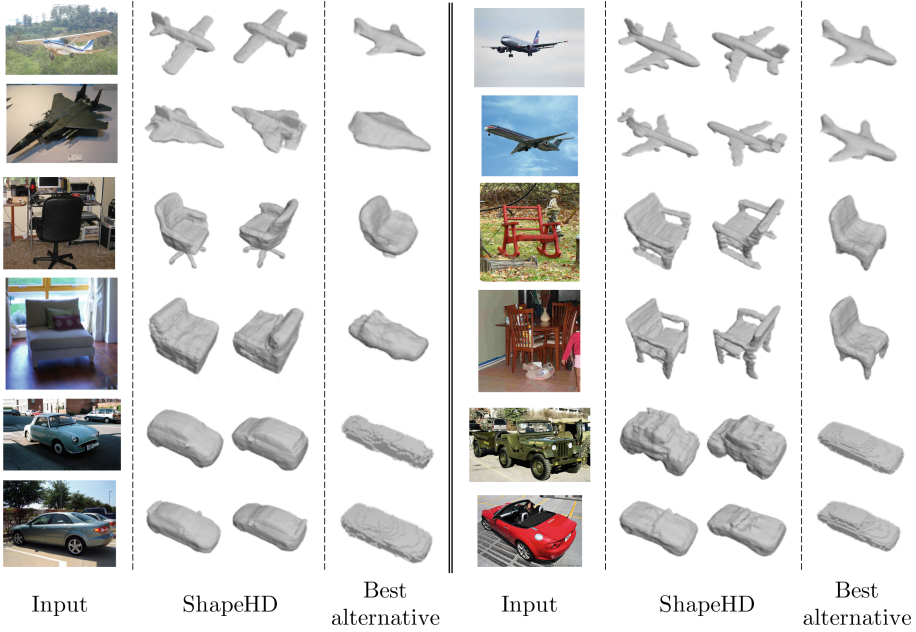 Input
ShapeHD
Best
alternative
Input
ShapeHD
Best
alternative